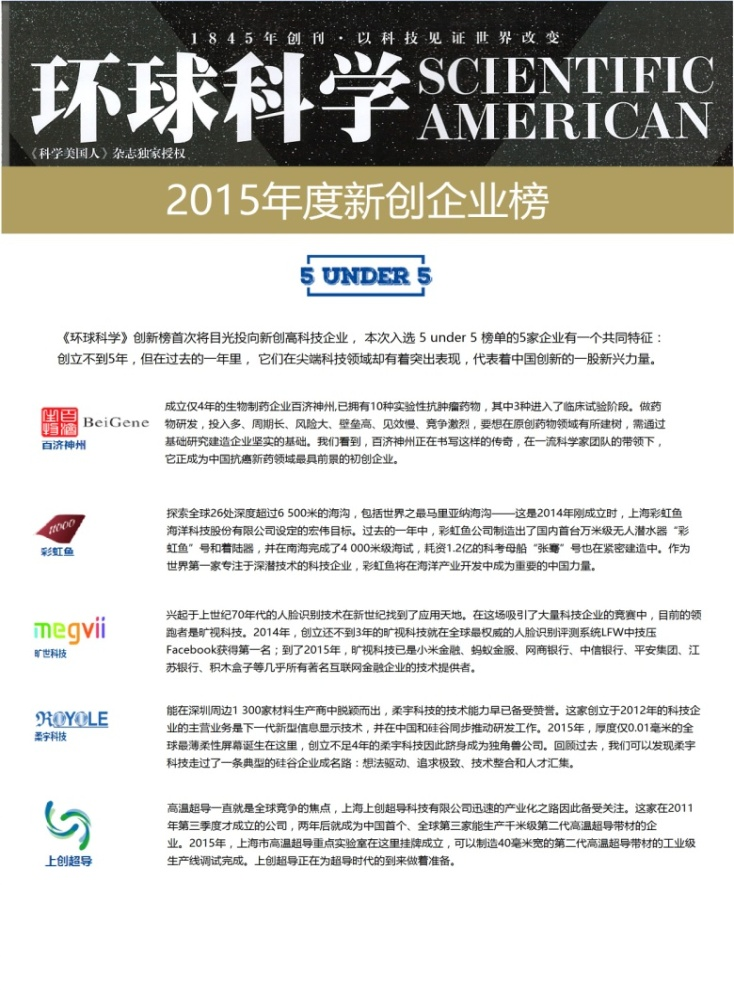 1845年创刊·以科技见证世界改变
环球科学 SCIENTIFIC
AMERICAN
《科学美国人》杂志独家授权
2015年度新创企业榜
5 UNDER 5
《环球科学》创新榜首次将目光投向新创高科技企业， 本次入选 5 under 5 榜单的5家企业有一个共同特征：
创立不到5年，但在过去的一年里， 它们在尖端科技领域却有着突出表现，代表着中国创新的一股新兴力量。
百济生物
BeiGene
百济神州
成立仅4年的生物制药企业百济神州,已拥有10种实验性抗肿瘤药物，其中3种进入了临床试验阶段。做药
物研发，投入多、周期长、风险大、壁垒高、见效慢、竞争激烈，要想在原创药物领域有所建树，需通过
基础研究建造企业坚实的基础。我们看到，百济神州正在书写这样的传奇，在一流科学家团队的带领下，
它正成为中国抗癌新药领域最具前景的初创企业。
11000
彩虹鱼
探索全球26处深度超过6 500米的海沟，包括世界之最马里亚纳海沟——这是2014年刚成立时，上海彩虹鱼
海洋科技股份有限公司设定的宏伟目标。过去的一年中，彩虹鱼公司制造出了国内首台万米级无人潜水器“彩
虹鱼”号和着陆器，并在南海完成了4 000米级海试，耗资1.2亿的科考母船“张謇”号也在紧密建造中。作为
世界第一家专注于深潜技术的科技企业，彩虹鱼将在海洋产业开发中成为重要的中国力量。
megvii
旷世科技
兴起于上世纪70年代的人脸识别技术在新世纪找到了应用天地。在这场吸引了大量科技企业的竞赛中，目前的领
跑者是旷视科技。2014年，创立还不到3年的旷视科技就在全球最权威的人脸识别评测系统LFW中技压
Facebook获得第一名；到了2015年，旷视科技已是小米金融、蚂蚁金服、网商银行、中信银行、平安集团、江
苏银行、积木盒子等几乎所有著名互联网金融企业的技术提供者。
ROYOLE
柔宇科技
能在深圳周边1 300家材料生产商中脱颖而出，柔宇科技的技术能力早已备受赞誉。这家创立于2012年的科技企
业的主营业务是下一代新型信息显示技术，并在中国和硅谷同步推动研发工作。2015年，厚度仅0.01毫米的全
球最薄柔性屏幕诞生在这里，创立不足4年的柔宇科技因此跻身成为独角兽公司。回顾过去，我们可以发现柔宇
科技走过了一条典型的硅谷企业成名路：想法驱动、追求极致、技术整合和人才汇集。
上创超导
高温超导一直就是全球竞争的焦点，上海上创超导科技有限公司迅速的产业化之路因此备受关注。这家在2011
年第三季度才成立的公司，两年后就成为中国首个、全球第三家能生产千米级第二代高温超导带材的企
业。2015年，上海市高温超导重点实验室在这里挂牌成立，可以制造40毫米宽的第二代高温超导带材的工业级
生产线调试完成。上创超导正在为超导时代的到来做着准备。